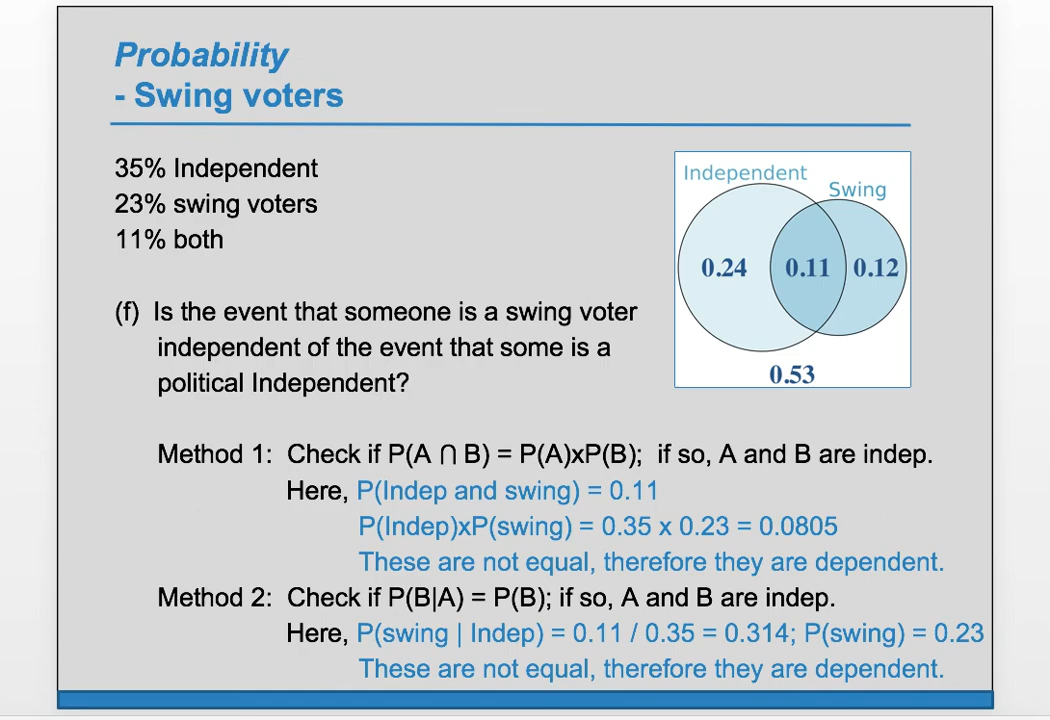 Probability
- Swing voters
35% Independent
23% swing voters
11% both
Independent
Swing
0.24
0.11
0.12
0.53
(f) Is the event that someone is a swing voter
independent of the event that some is a
political Independent?
Method 1: Check if P(A ∩ B) = P(A)xP(B); if so, A and B are indep.
Here, P(Indep and swing) = 0.11
P(Indep)xP(swing) = 0.35 x 0.23 = 0.0805
These are not equal, therefore they are dependent.
Method 2: Check if P(B|A) = P(B); if so, A and B are indep.
Here, P(swing | Indep) = 0.11 / 0.35 = 0.314; P(swing) = 0.23
These are not equal, therefore they are dependent.